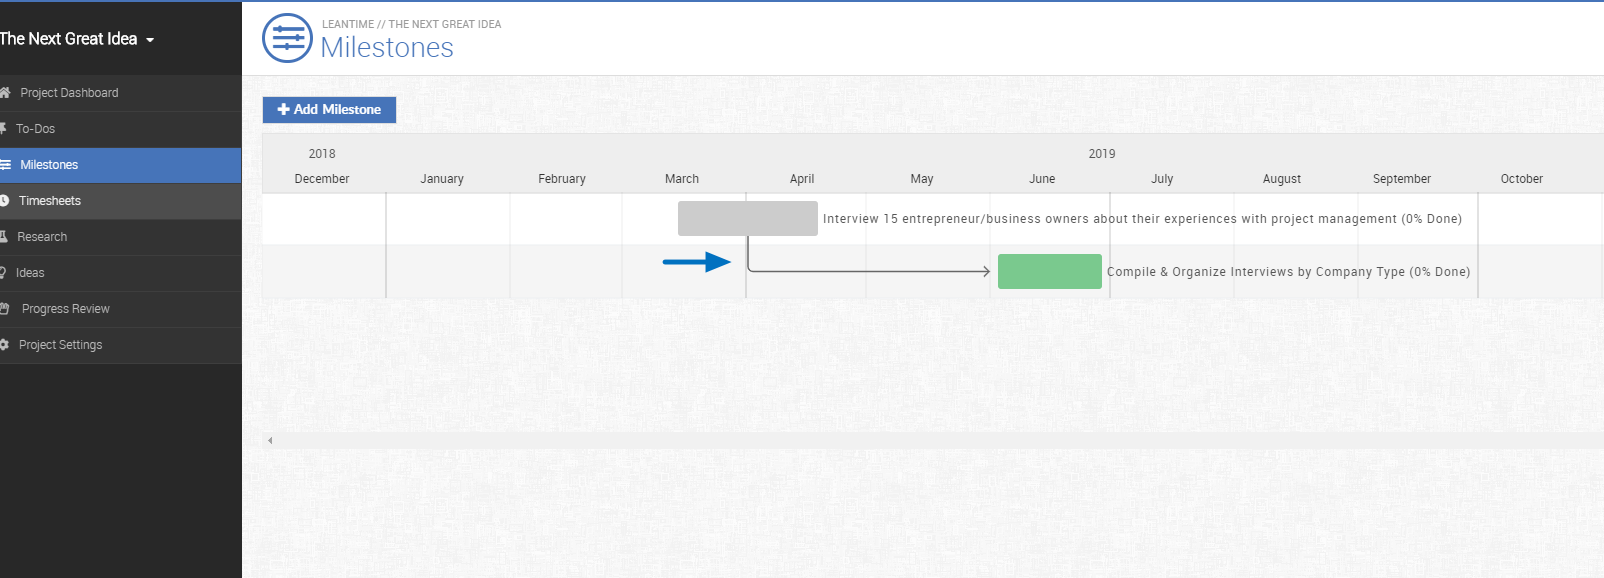 The Next Great Idea
Project Dashboard
To-Dos
Milestones
Timesheets
Research
Ideas
Progress Review
Project Settings
LEANTIME // THE NEXT GREAT IDEA
Milestones
Add Milestone
2018 2019
December January February March April May June July August September October
Interview 15 entrepreneur/business owners about their experiences with project management (0% Done)
Compile & Organize Interviews by Company Type (0% Done)